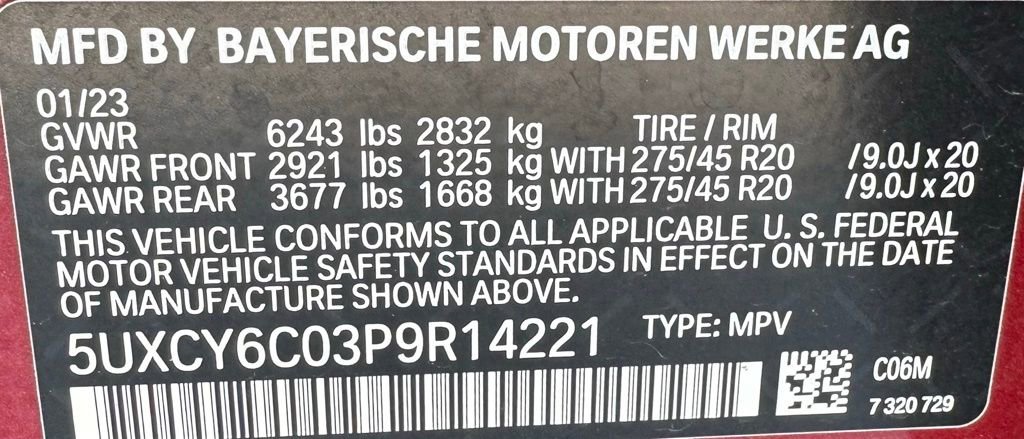 MFD BY BAYERISCHE MOTOREN WERKE AG
01/23
GVWR 6243 lbs 2832 kg TIRE / RIM
GAWR FRONT 2921 lbs 1325 kg WITH 275/45 R20 /9.0J x 20
GAWR REAR 3677 lbs 1668 kg WITH 275/45 R20 /9.0J x 20
THIS VEHICLE CONFORMS TO ALL APPLICABLE U. S. FEDERAL
MOTOR VEHICLE SAFETY STANDARDS IN EFFECT ON THE DATE
OF MANUFACTURE SHOWN ABOVE.
5UXCY6C03P9R14221 TYPE: MPV
C06M
7 320 729